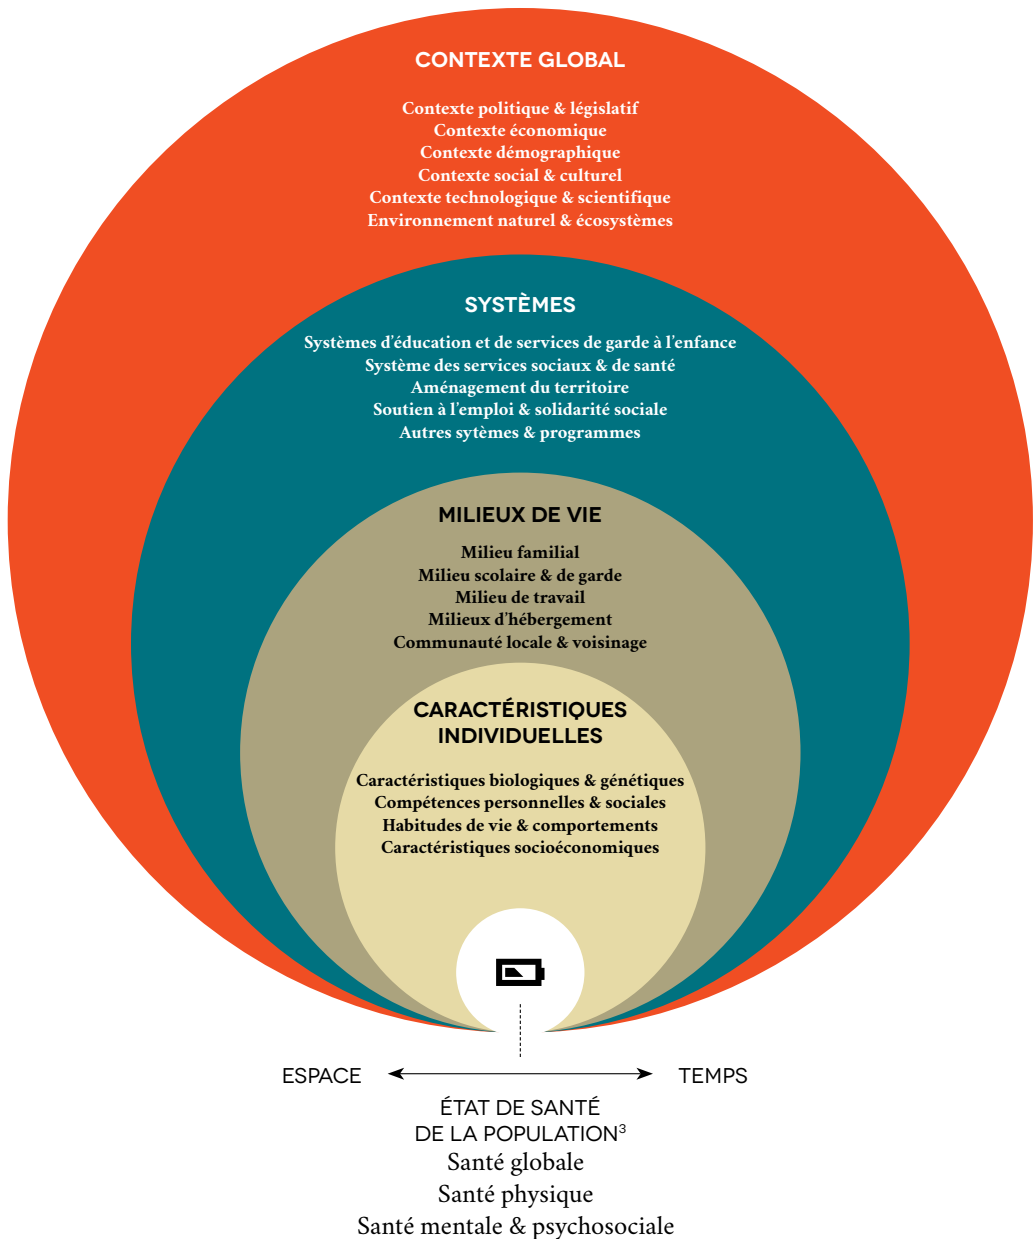 CONTEXTE GLOBAL
Contexte politique & législatif
Contexte économique
Contexte démographique
Contexte social & culturel
Contexte technologique & scientifique
Environnement naturel & écosystèmes
SYSTÈMES
Systèmes d'éducation et de services de garde à l'enfance
Système des services sociaux & de santé
Aménagement du territoire
Soutien à l'emploi & solidarité sociale
Autres sytèmes & programmes
MILIEUX DE VIE
Milieu familial
Milieu scolaire & de garde
Milieu de travail
Milieux d'hébergement
Communauté locale & voisinage
CARACTÉRISTIQUES
INDIVIDUELLES
Caractéristiques biologiques & génétiques
Compétences personnelles & sociales
Habitudes de vie & comportements
Caractéristiques socioéconomiques
ESPACE TEMPS
ÉTAT DE SANTÉ
DE LA POPULATION³
Santé globale
Santé physique
Santé mentale & psychosociale